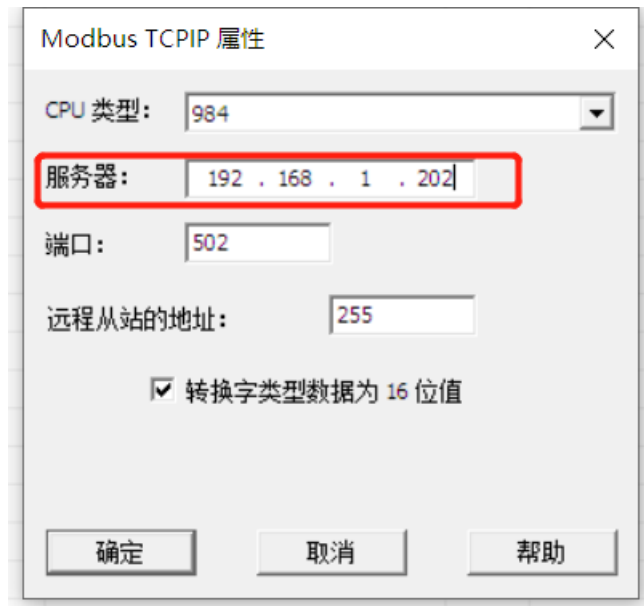 Modbus TCPIP 属性
CPU 类型: 984
服务器: 192 . 168 . 1 . 202
端口: 502
远程从站的地址: 255
转换字类型数据为 16 位值
确定 取消 帮助